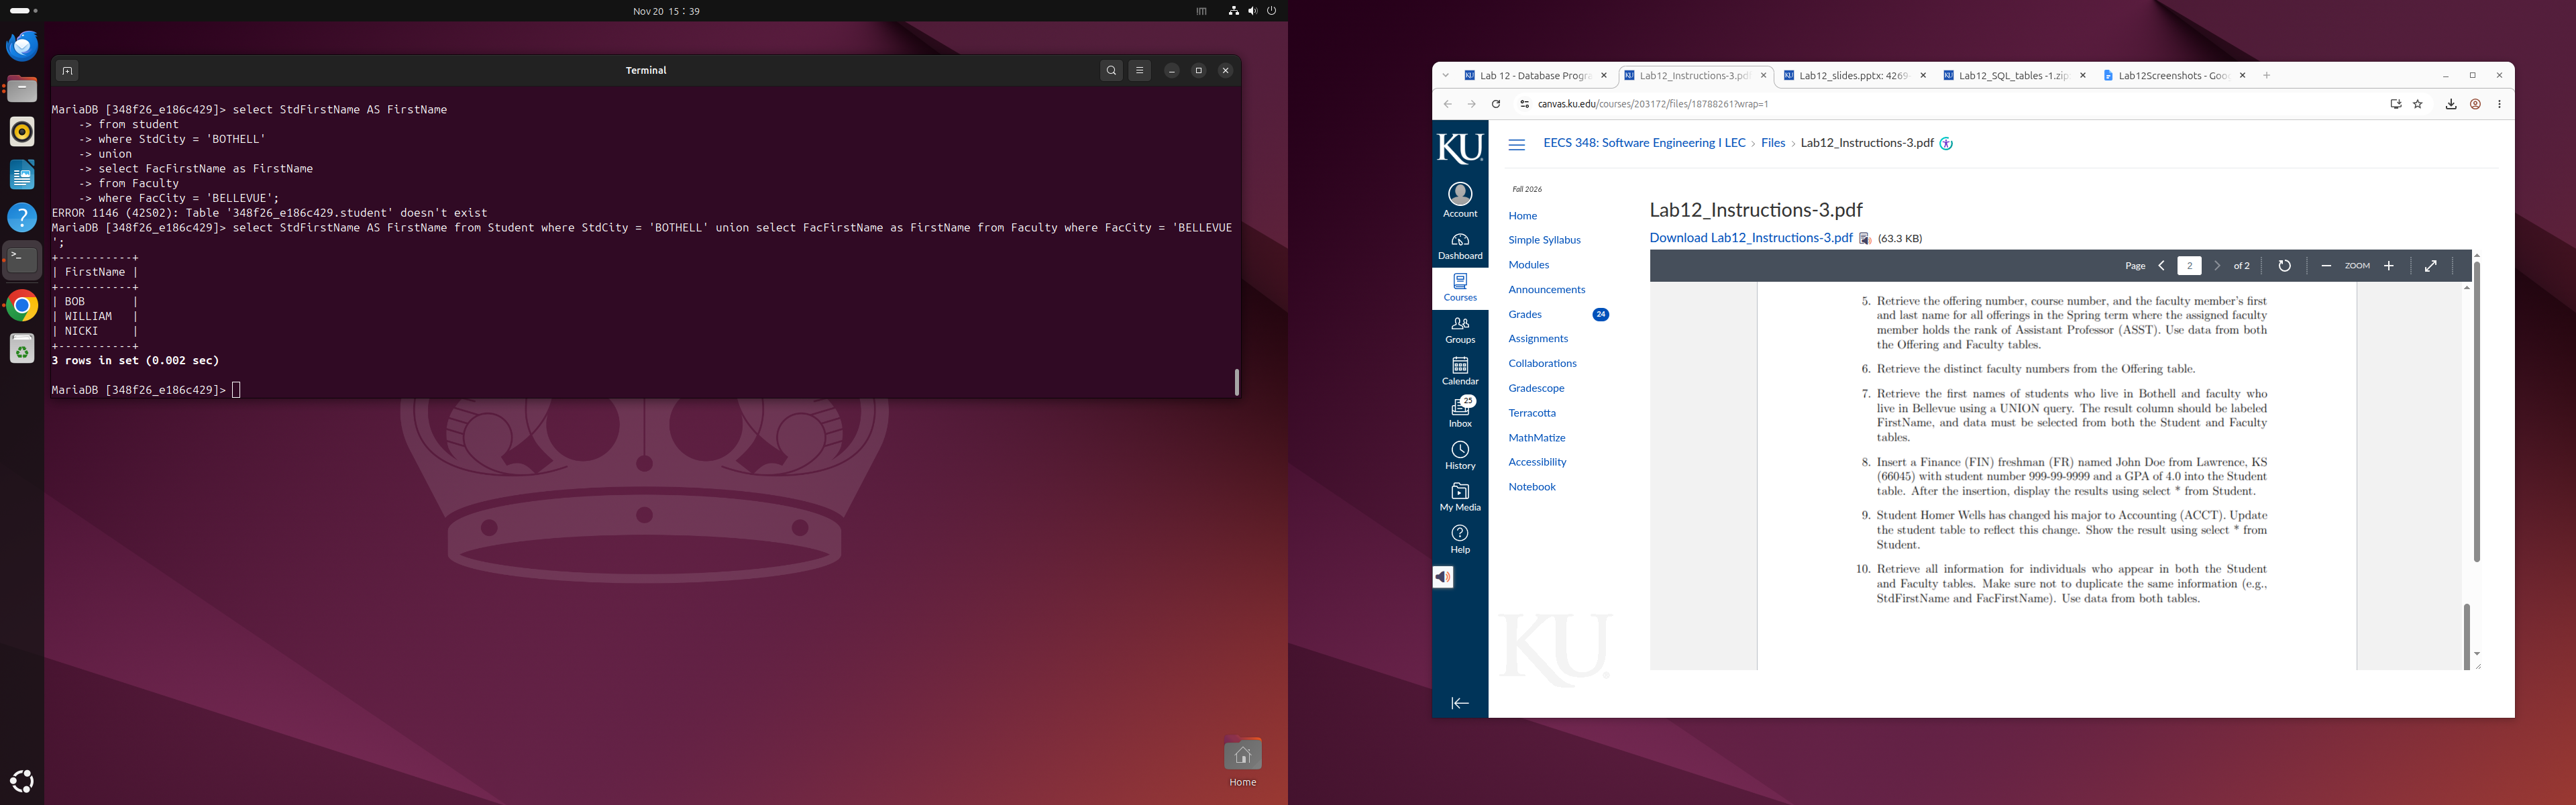 Nov 20 15:39
Terminal
MariaDB [348f26_e186c429]> select StdFirstName AS FirstName
    -> from student
    -> where StdCity = 'BOTHELL'
    -> union
    -> select FacFirstName as FirstName
    -> from Faculty
    -> where FacCity = 'BELLEVUE';
ERROR 1146 (42S02): Table '348f26_e186c429.student' doesn't exist
MariaDB [348f26_e186c429]> select StdFirstName AS FirstName from Student where StdCity = 'BOTHELL' union select FacFirstName as FirstName from Faculty where FacCity = 'BELLEVUE
';
+-----------+
| FirstName |
+-----------+
| BOB       |
| WILLIAM   |
| NICKI     |
+-----------+
3 rows in set (0.002 sec)
MariaDB [348f26_e186c429]>
Home
Lab 12 - Database Progra
Lab12_Instructions-3.pd
Lab12_slides.pptx: 4269
Lab12_SQL_tables -1.zip
Lab12Screenshots - Goo
canvas.ku.edu/courses/203172/files/18788261?wrap=1
KU
Account
Dashboard
Courses
Groups
Calendar
25
Inbox
History
My Media
Help
EECS 348: Software Engineering I LEC > Files > Lab12_Instructions-3.pdf
Fall 2026
Home
Simple Syllabus
Modules
Announcements
Grades 24
Assignments
Collaborations
Gradescope
Terracotta
MathMatize
Accessibility
Notebook
KU
Lab12_Instructions-3.pdf
Download Lab12_Instructions-3.pdf (63.3 KB)
Page 2 of 2 ZOOM
5. Retrieve the offering number, course number, and the faculty member's first
and last name for all offerings in the Spring term where the assigned faculty
member holds the rank of Assistant Professor (ASST). Use data from both
the Offering and Faculty tables.
6. Retrieve the distinct faculty numbers from the Offering table.
7. Retrieve the first names of students who live in Bothell and faculty who
live in Bellevue using a UNION query. The result column should be labeled
FirstName, and data must be selected from both the Student and Faculty
tables.
8. Insert a Finance (FIN) freshman (FR) named John Doe from Lawrence, KS
(66045) with student number 999-99-9999 and a GPA of 4.0 into the Student
table. After the insertion, display the results using select * from Student.
9. Student Homer Wells has changed his major to Accounting (ACCT). Update
the student table to reflect this change. Show the result using select * from
Student.
10. Retrieve all information for individuals who appear in both the Student
and Faculty tables. Make sure not to duplicate the same information (e.g.,
StdFirstName and FacFirstName). Use data from both tables.